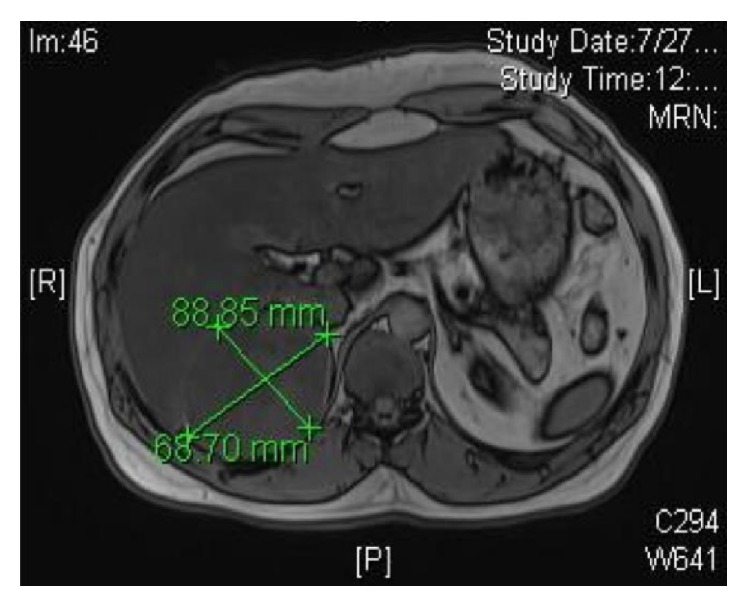 Im:46
Study Date:7/27...
Study Time:12:...
MRN:
[R]
[L]
88.85 mm
68.70 mm
C294
W641
[P]